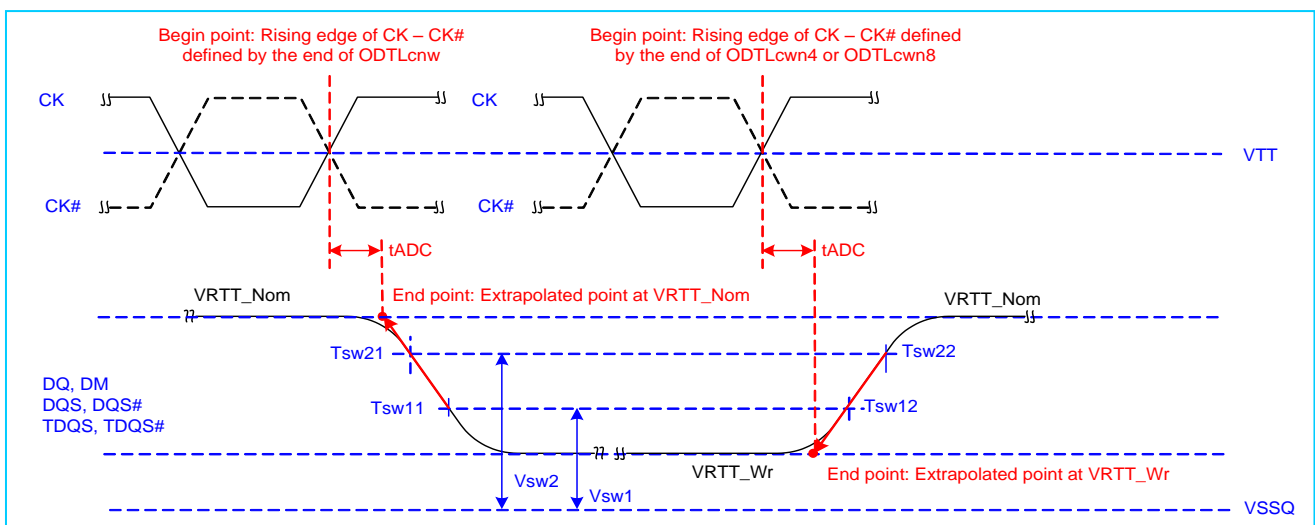 Begin point: Rising edge of CK – CK#
defined by the end of ODTLcnw
Begin point: Rising edge of CK – CK# defined
by the end of ODTLcwn4 or ODTLcwn8
CK
CK
VTT
CK#
CK#
tADC
tADC
VRTT_Nom
End point: Extrapolated point at VRTT_Nom
VRTT_Nom
Tsw21
Tsw22
DQ, DM
DQS, DQS#
TDQS, TDQS#
Tsw11
Tsw12
VRTT_Wr
End point: Extrapolated point at VRTT_Wr
Vsw2
Vsw1
VSSQ